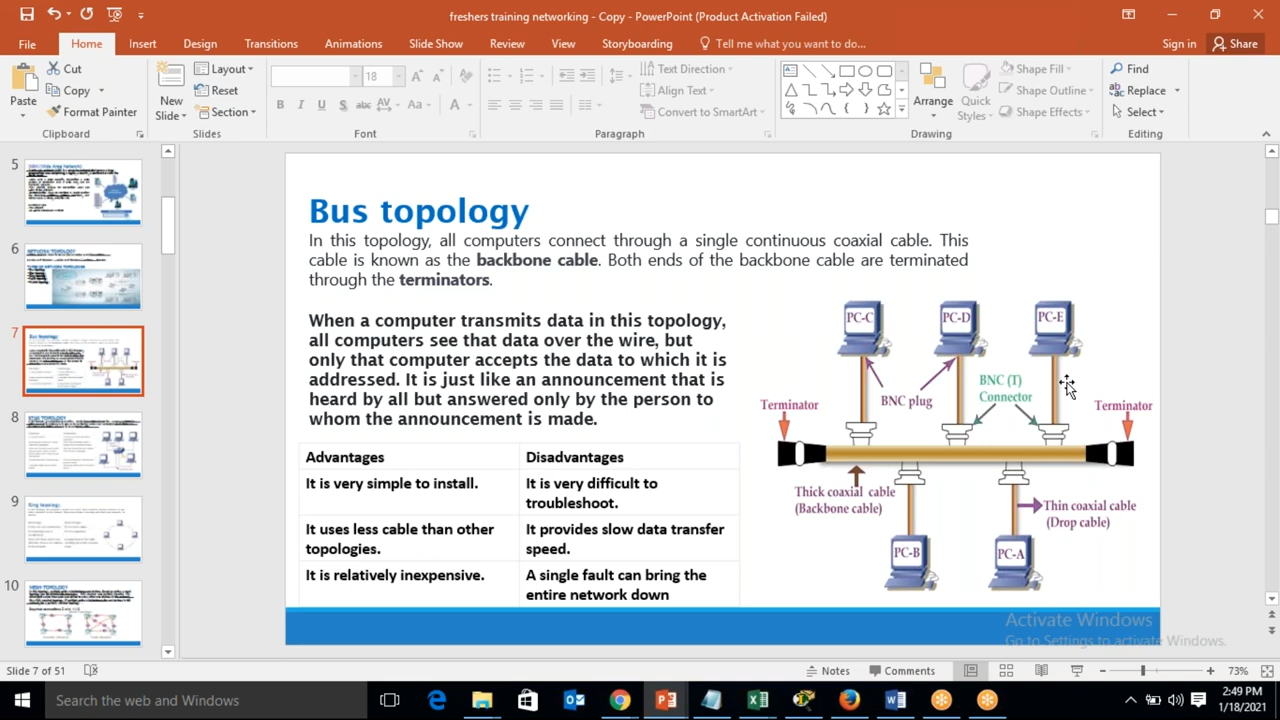 freshers training networking - Copy - PowerPoint (Product Activation Failed)
File Home Insert Design Transitions Animations Slide Show Review View Storyboarding Tell me what you want to do... Sign in Share
Paste
Cut
Copy
Format Painter
Clipboard
New Slide
Layout
Reset
Section
Slides
18
B I U S abc AV Aa A
Font
Text Direction
Align Text
Convert to SmartArt
Paragraph
Arrange
Quick Styles
Shape Fill
Shape Outline
Shape Effects
Drawing
Find
Replace
Select
Editing
5
6
7
8
9
10
Bus topology
In this topology, all computers connect through a single continuous coaxial cable. This
cable is known as the backbone cable. Both ends of the backbone cable are terminated
through the terminators.
When a computer transmits data in this topology,
all computers see that data over the wire, but
only that computer accepts the data to which it is
addressed. It is just like an announcement that is
heard by all but answered only by the person to
whom the announcement is made.
Advantages Disadvantages
It is very simple to install. It is very difficult to
troubleshoot.
It uses less cable than other It provides slow data transfer
topologies. speed.
It is relatively inexpensive. A single fault can bring the
entire network down
PC-C PC-D PC-E
BNC plug
BNC (T)
Connector
Terminator
Terminator
Thick coaxial cable
(Backbone cable)
Thin coaxial cable
(Drop cable)
PC-B PC-A
Activate Windows
Go to Settings to activate Windows.
Slide 7 of 51
Notes Comments 73%
Search the web and Windows
2:49 PM
1/18/2021